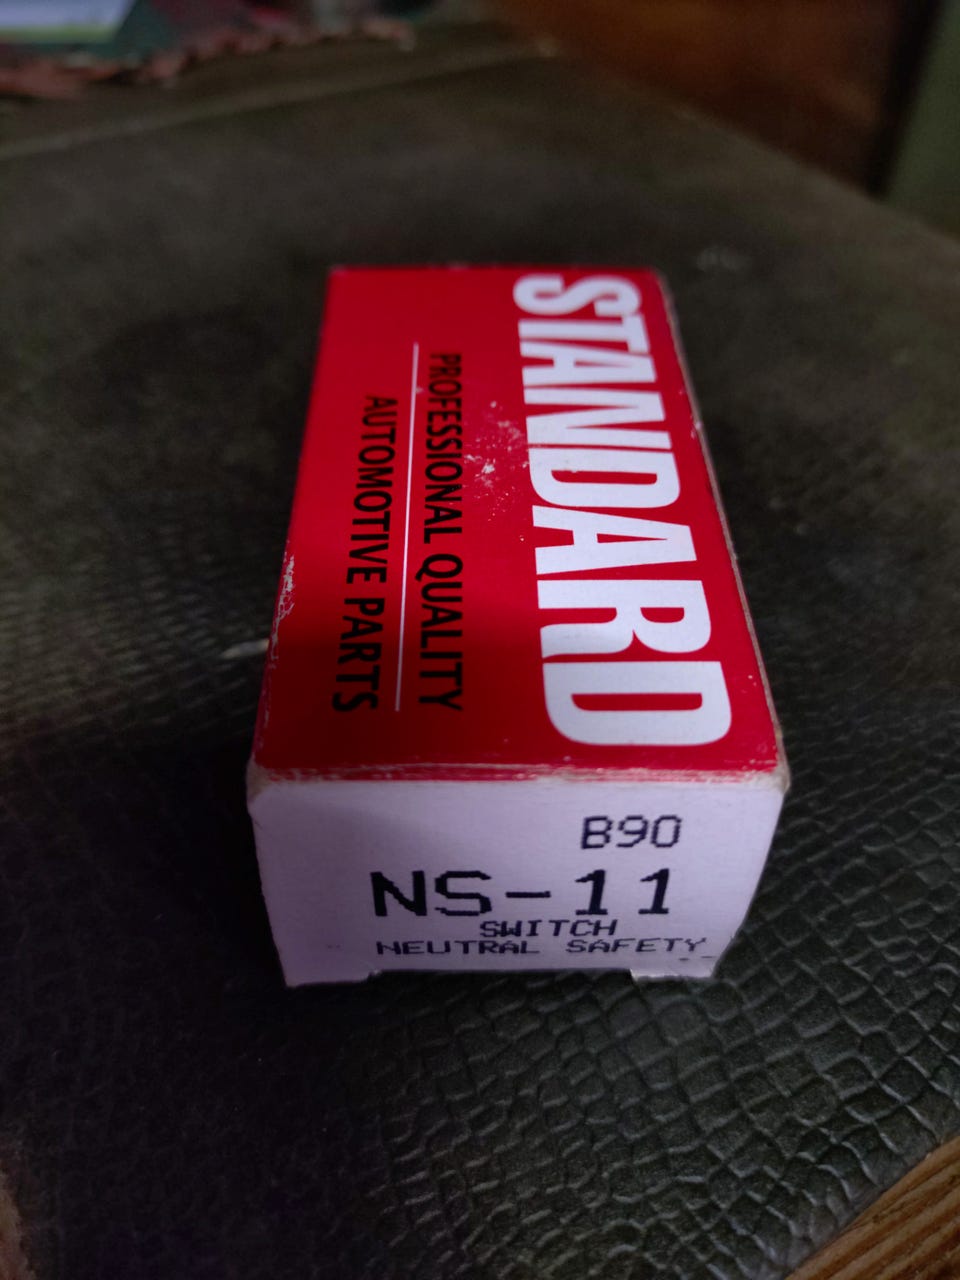 STANDARD
PROFESSIONAL QUALITY
AUTOMOTIVE PARTS
B90
NS-11
SWITCH
NEUTRAL SAFETY